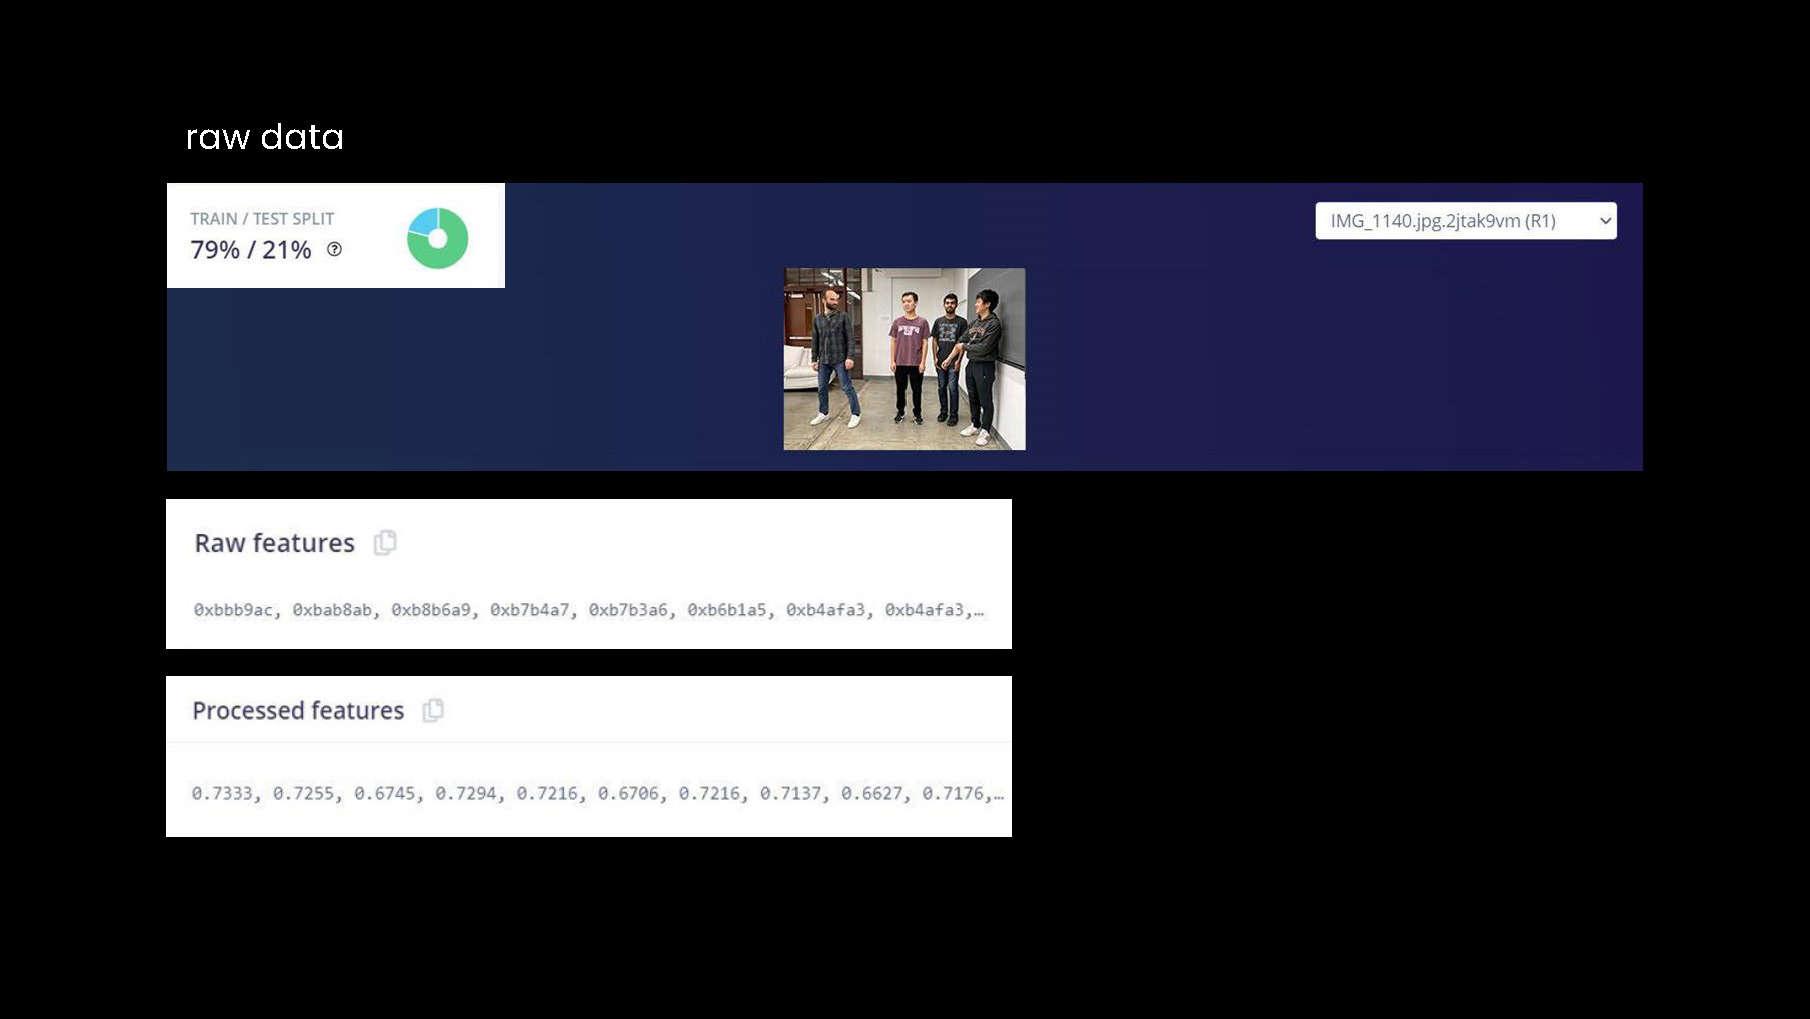 raw data
TRAIN / TEST SPLIT
79% / 21%
IMG_1140.jpg.2jtak9vm (R1)
Raw features
0xbbb9ac, 0xbab8ab, 0xb8b6a9, 0xb7b4a7, 0xb7b3a6, 0xb6b1a5, 0xb4afa3, 0xb4afa3,…
Processed features
0.7333, 0.7255, 0.6745, 0.7294, 0.7216, 0.6706, 0.7216, 0.7137, 0.6627, 0.7176,…